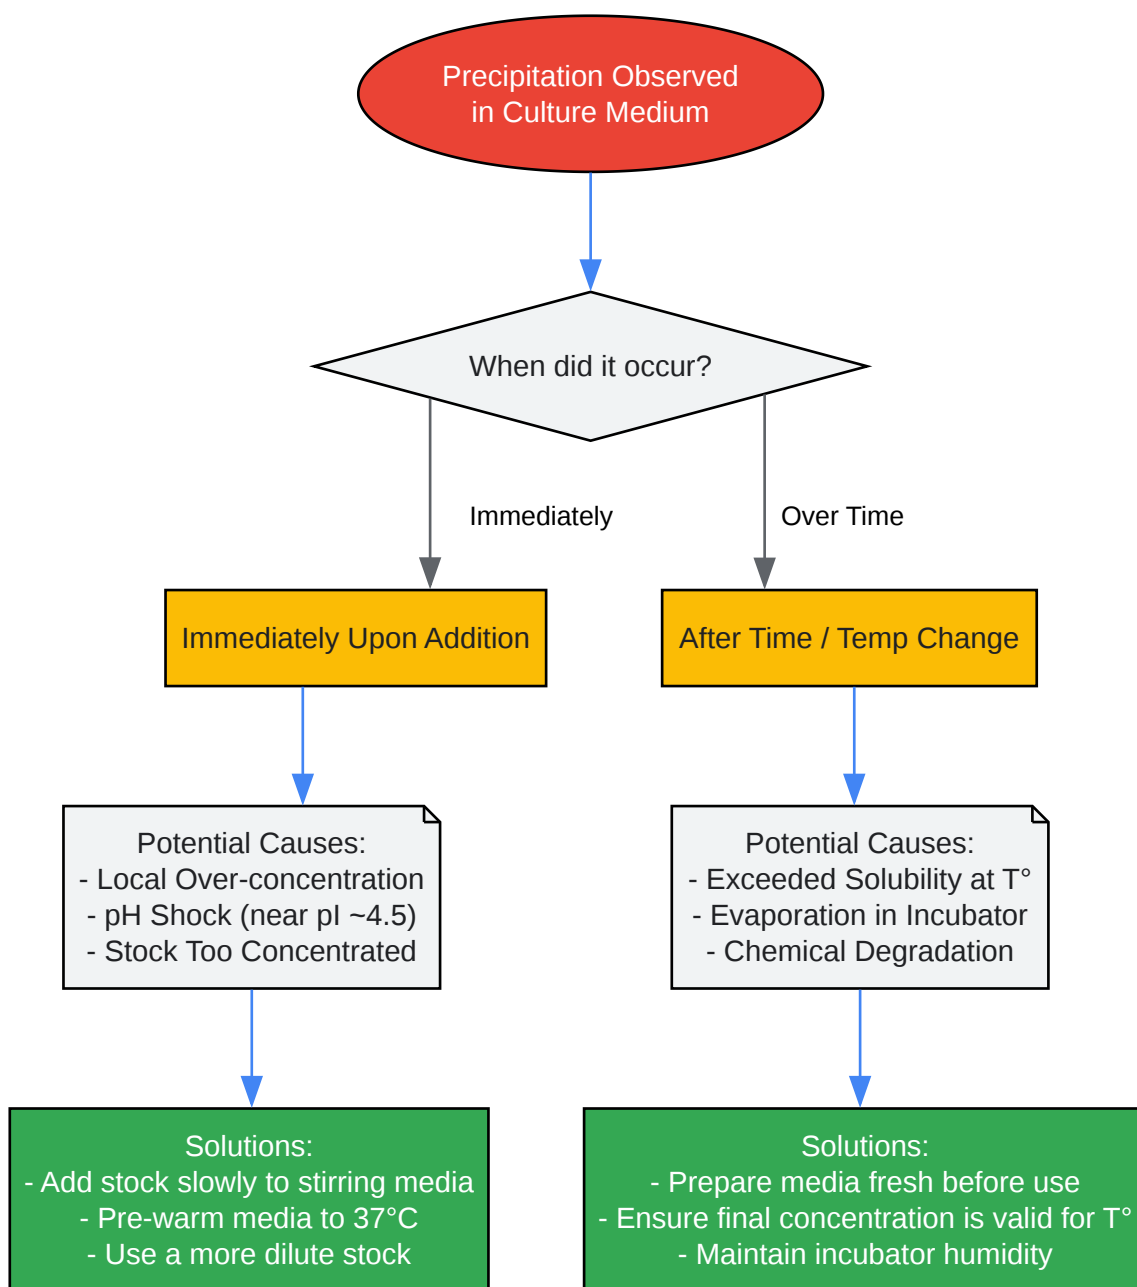 Precipitation Observed
in Culture Medium
When did it occur?
Immediately
Over Time
Immediately Upon Addition
After Time / Temp Change
Potential Causes:
- Local Over-concentration
- pH Shock (near pI ~4.5)
- Stock Too Concentrated
Potential Causes:
- Exceeded Solubility at T°
- Evaporation in Incubator
- Chemical Degradation
Solutions:
- Add stock slowly to stirring media
- Pre-warm media to 37°C
- Use a more dilute stock
Solutions:
- Prepare media fresh before use
- Ensure final concentration is valid for T°
- Maintain incubator humidity